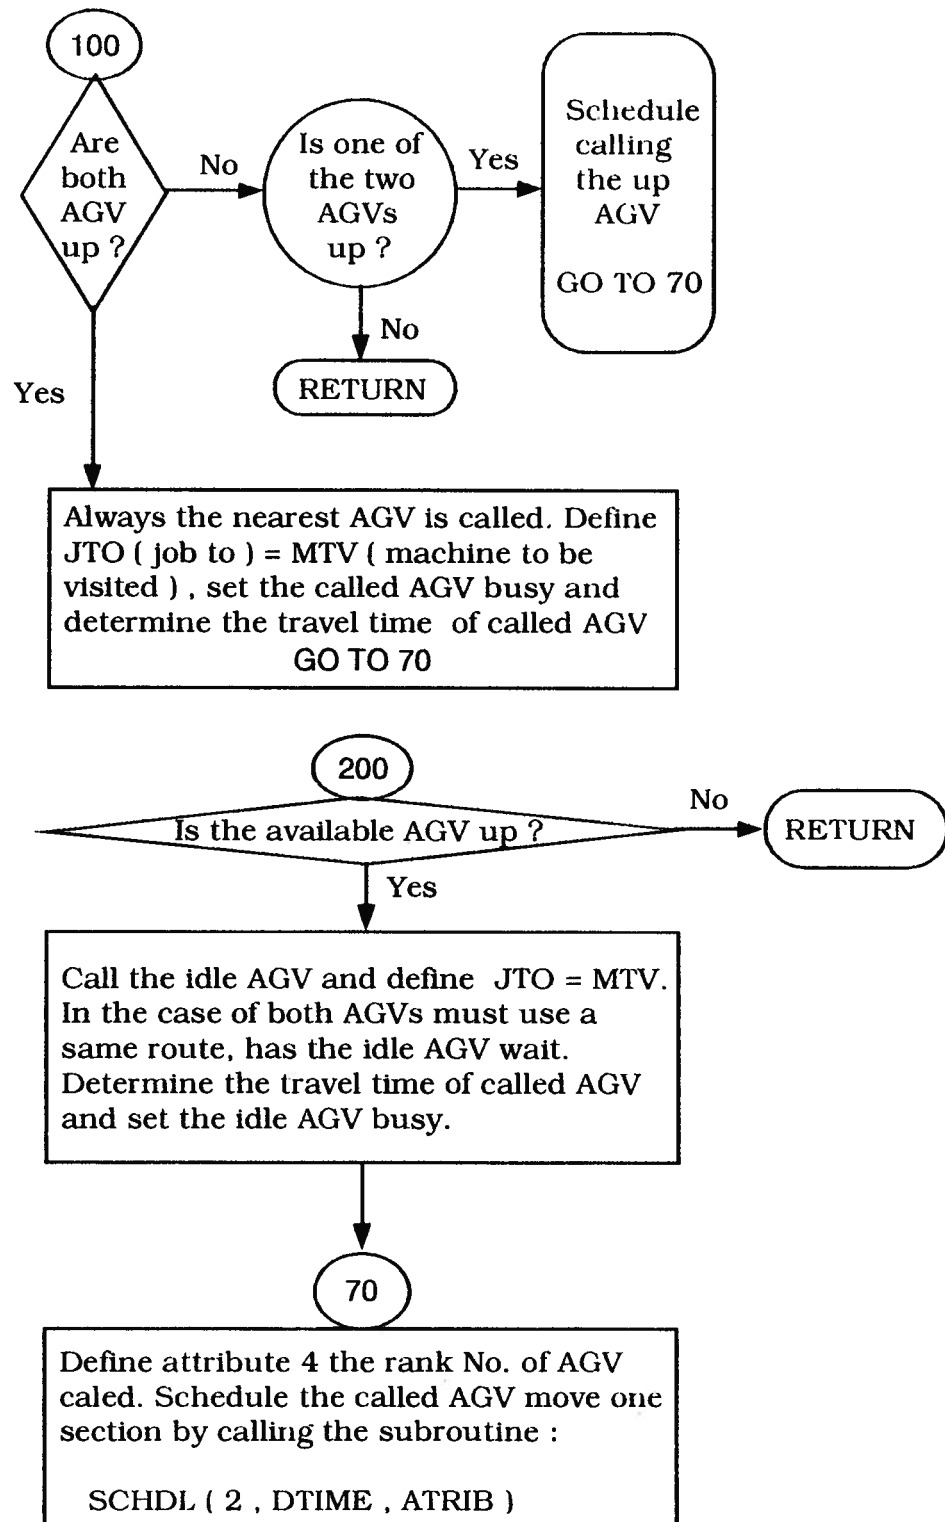 100
Are
both
AGV
up ?
No
Is one of
the two
AGVs
up ?
Yes
Schedule
calling
the up
AGV
GO TO 70
No
RETURN
Yes
Always the nearest AGV is called. Define
JTO ( job to ) = MTV ( machine to be
visited ) , set the called AGV busy and
determine the travel time of called AGV
GO TO 70
200
Is the available AGV up ?
No
RETURN
Yes
Call the idle AGV and define JTO = MTV.
In the case of both AGVs must use a
same route, has the idle AGV wait.
Determine the travel time of called AGV
and set the idle AGV busy.
70
Define attribute 4 the rank No. of AGV
caled. Schedule the called AGV move one
section by calling the subroutine :
SCHDL ( 2 , DTIME , ATRIB )